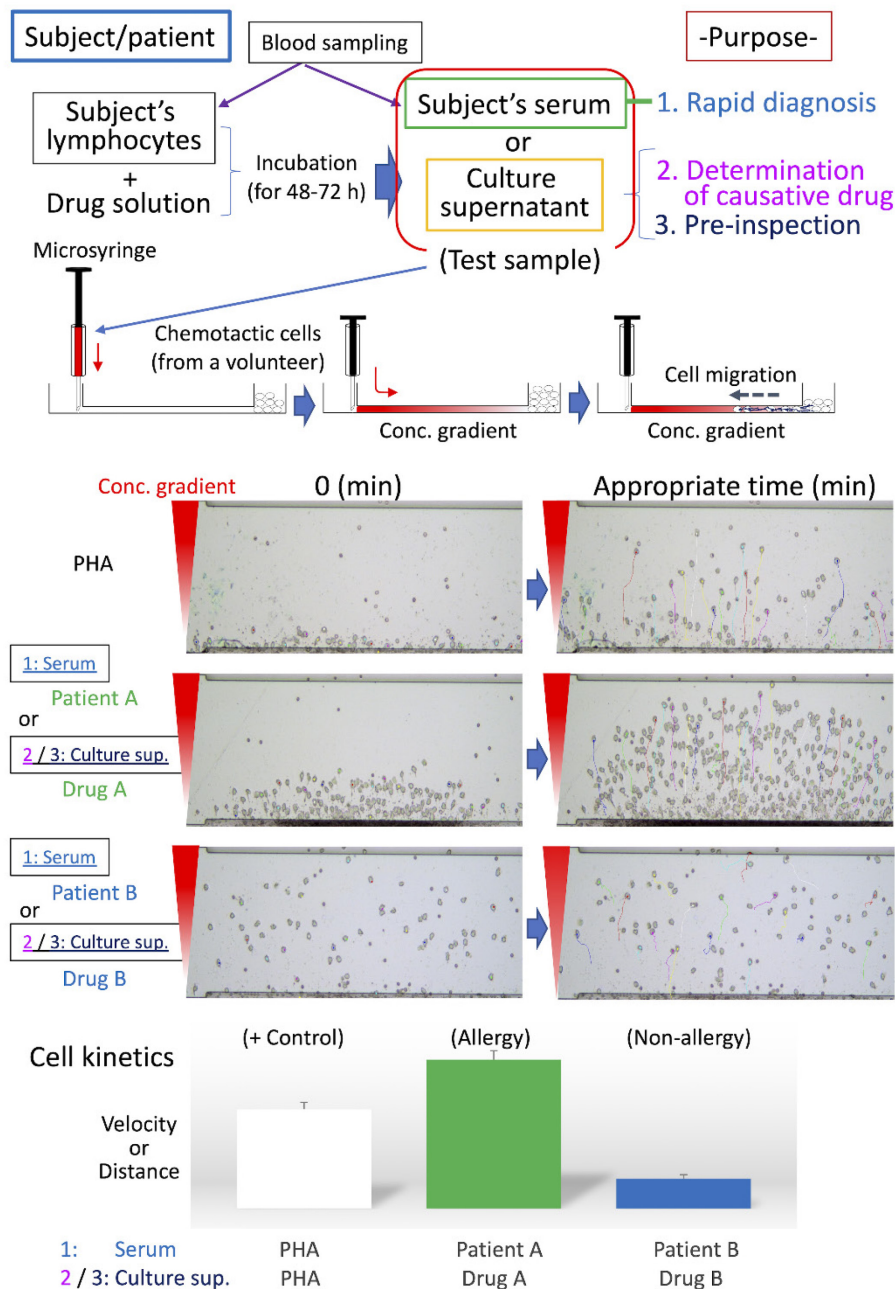 Subject/patient
Blood sampling
-Purpose-
Subject's
lymphocytes
+
Drug solution
Incubation
(for 48-72 h)
Subject's serum
or
Culture
supernatant
(Test sample)
1. Rapid diagnosis
2. Determination
of causative drug
3. Pre-inspection
Microsyringe
Chemotactic cells
(from a volunteer)
Conc. gradient
Cell migration
Conc. gradient
Conc. gradient
0 (min)
Appropriate time (min)
PHA
1: Serum
Patient A
or
2 / 3: Culture sup.
Drug A
1: Serum
Patient B
or
2 / 3: Culture sup.
Drug B
Cell kinetics
(+ Control)
(Allergy)
(Non-allergy)
Velocity
or
Distance
1: Serum PHA Patient A Patient B
2 / 3: Culture sup. PHA Drug A Drug B